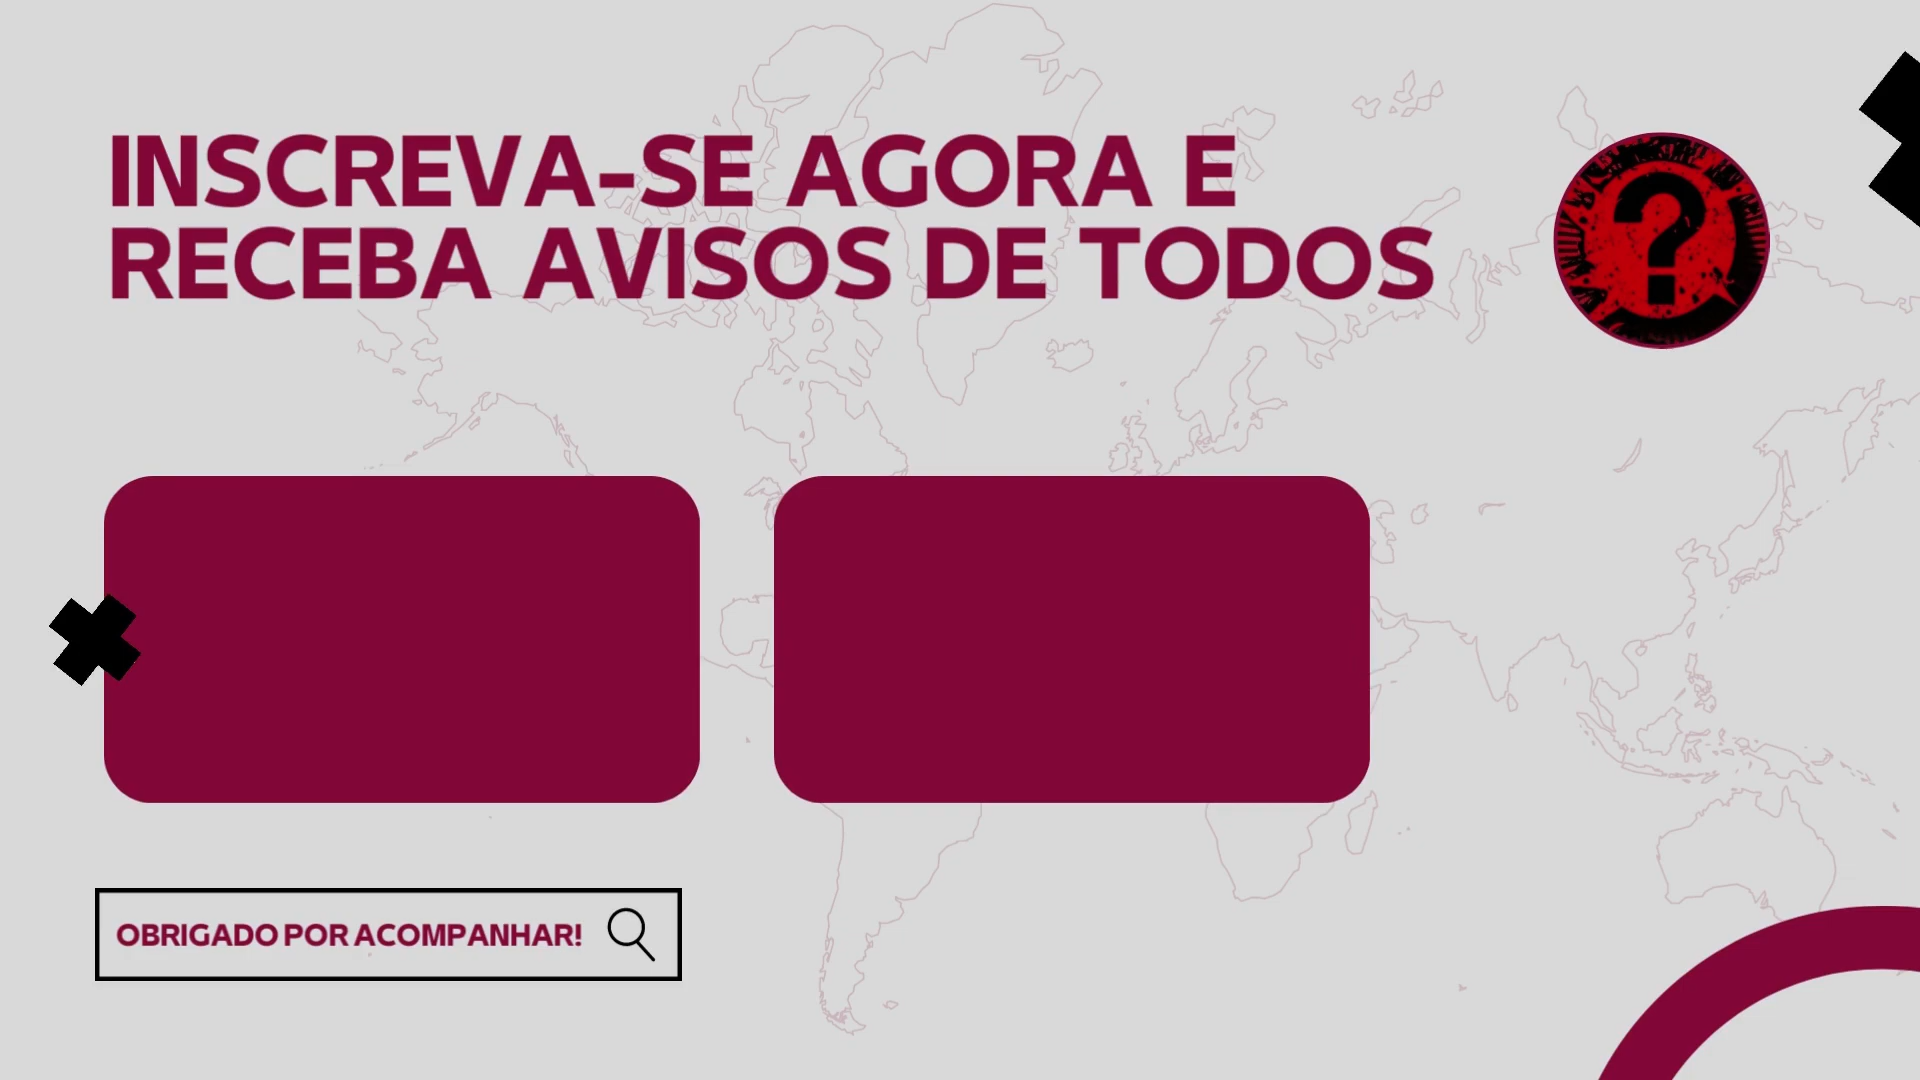 INSCREVA-SE AGORA E
RECEBA AVISOS DE TODOS
?
OBRIGADO POR ACOMPANHAR!